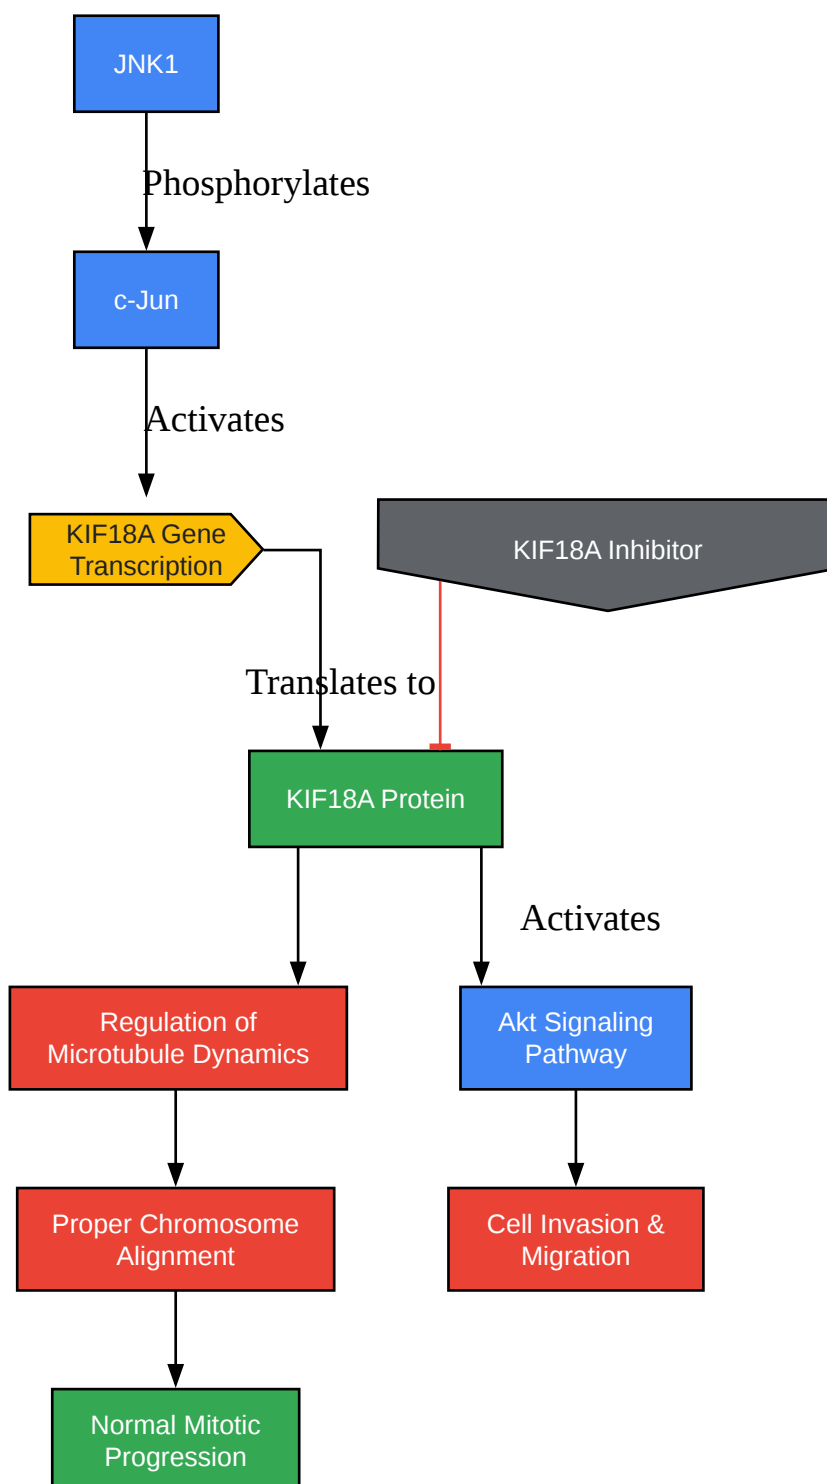 JNK1
Phosphorylates
c-Jun
Activates
KIF18A Gene
Transcription
KIF18A Inhibitor
Translates to
KIF18A Protein
Activates
Regulation of
Microtubule Dynamics
Akt Signaling
Pathway
Proper Chromosome
Alignment
Cell Invasion &
Migration
Normal Mitotic
Progression